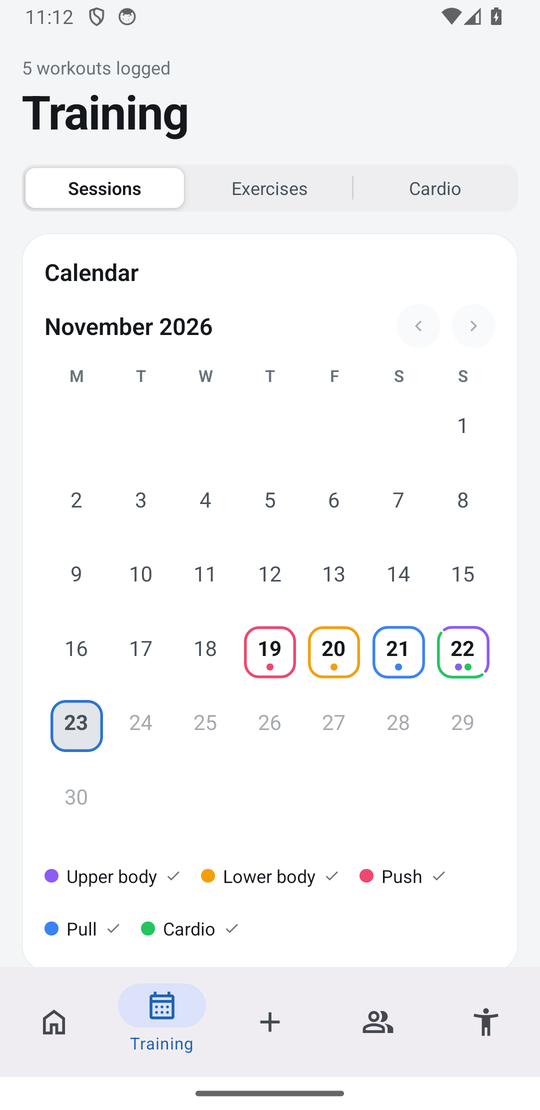 11:12
5 workouts logged
Training
Sessions Exercises Cardio
Calendar
November 2026
M T W T F S S
1
2 3 4 5 6 7 8
9 10 11 12 13 14 15
16 17 18 19 20 21 22
23 24 25 26 27 28 29
30
Upper body Lower body Push
Pull Cardio
Training